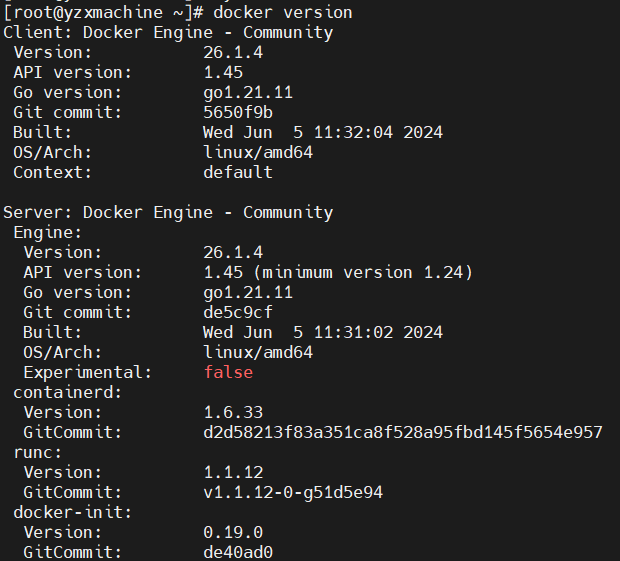 [root@yzxmachine ~]# docker version
Client: Docker Engine - Community
 Version:           26.1.4
 API version:       1.45
 Go version:        go1.21.11
 Git commit:        5650f9b
 Built:             Wed Jun  5 11:32:04 2024
 OS/Arch:           linux/amd64
 Context:           default

Server: Docker Engine - Community
 Engine:
  Version:          26.1.4
  API version:      1.45 (minimum version 1.24)
  Go version:       go1.21.11
  Git commit:       de5c9cf
  Built:            Wed Jun  5 11:31:02 2024
  OS/Arch:          linux/amd64
  Experimental:     false
 containerd:
  Version:          1.6.33
  GitCommit:        d2d58213f83a351ca8f528a95fbd145f5654e957
 runc:
  Version:          1.1.12
  GitCommit:        v1.1.12-0-g51d5e94
 docker-init:
  Version:          0.19.0
  GitCommit:        de40ad0